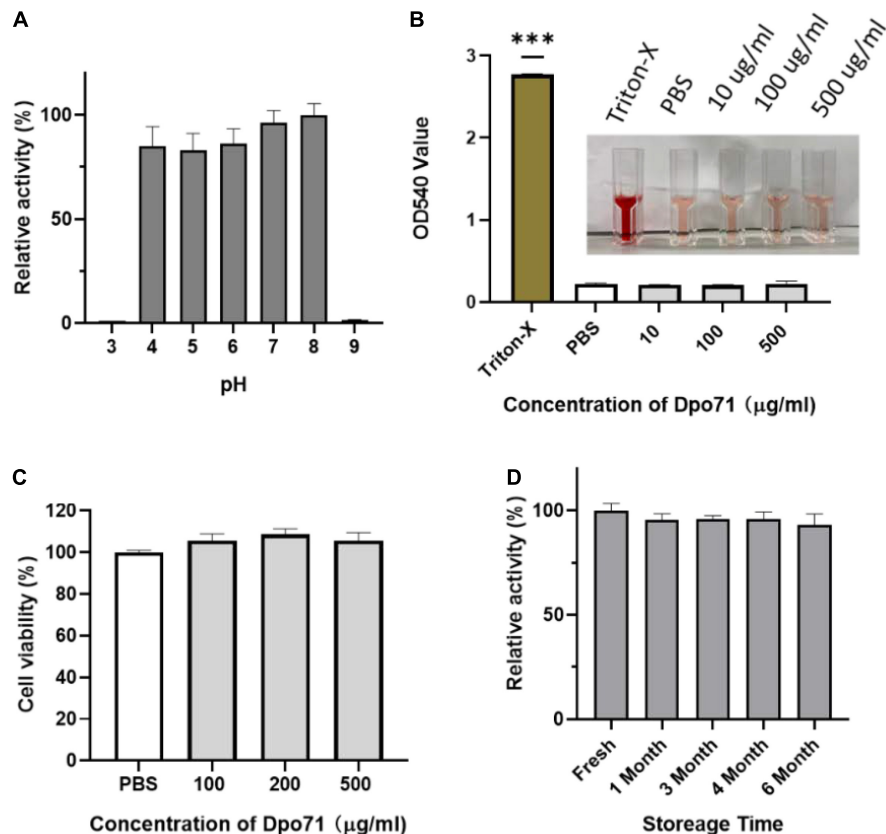 A
Relative activity (%)
100
50
0
3 4 5 6 7 8 9
pH
B
OD540 Value
3
2
1
0
***
Triton-X
PBS
10 ug/ml
100 ug/ml
500 ug/ml
Triton-X PBS 10 100 500
Concentration of Dpo71（μg/ml)
C
Cell viability (%)
120
100
80
60
40
20
0
PBS 100 200 500
Concentration of Dpo71（μg/ml)
D
Relative activity (%)
100
50
0
Fresh 1 Month 3 Month 4 Month 6 Month
Storeage Time